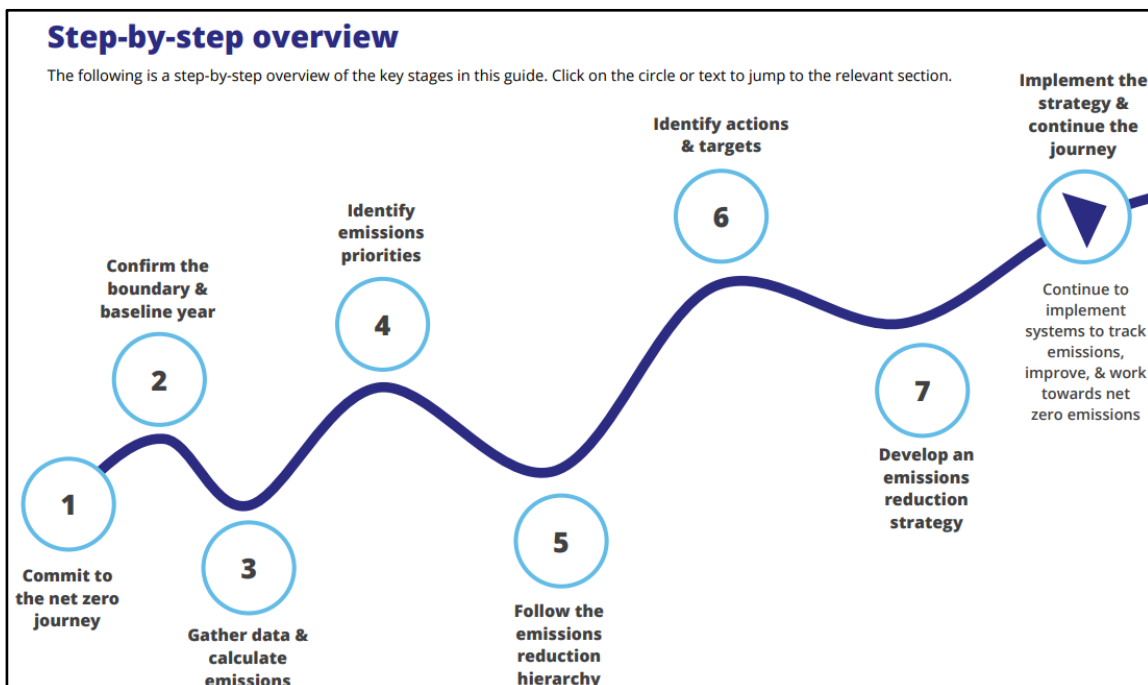 Step-by-step overview
The following is a step-by-step overview of the key stages in this guide. Click on the circle or text to jump to the relevant section.
1
Commit to
the net zero
journey
Confirm the
boundary &
baseline year
2
3
Gather data &
calculate
emissions
Identify
emissions
priorities
4
5
Follow the
emissions
reduction
hierarchy
Identify actions
& targets
6
7
Develop an
emissions
reduction
strategy
Implement the
strategy &
continue the
journey
Continue to
implement
systems to track
emissions,
improve, & work
towards net
zero emissions